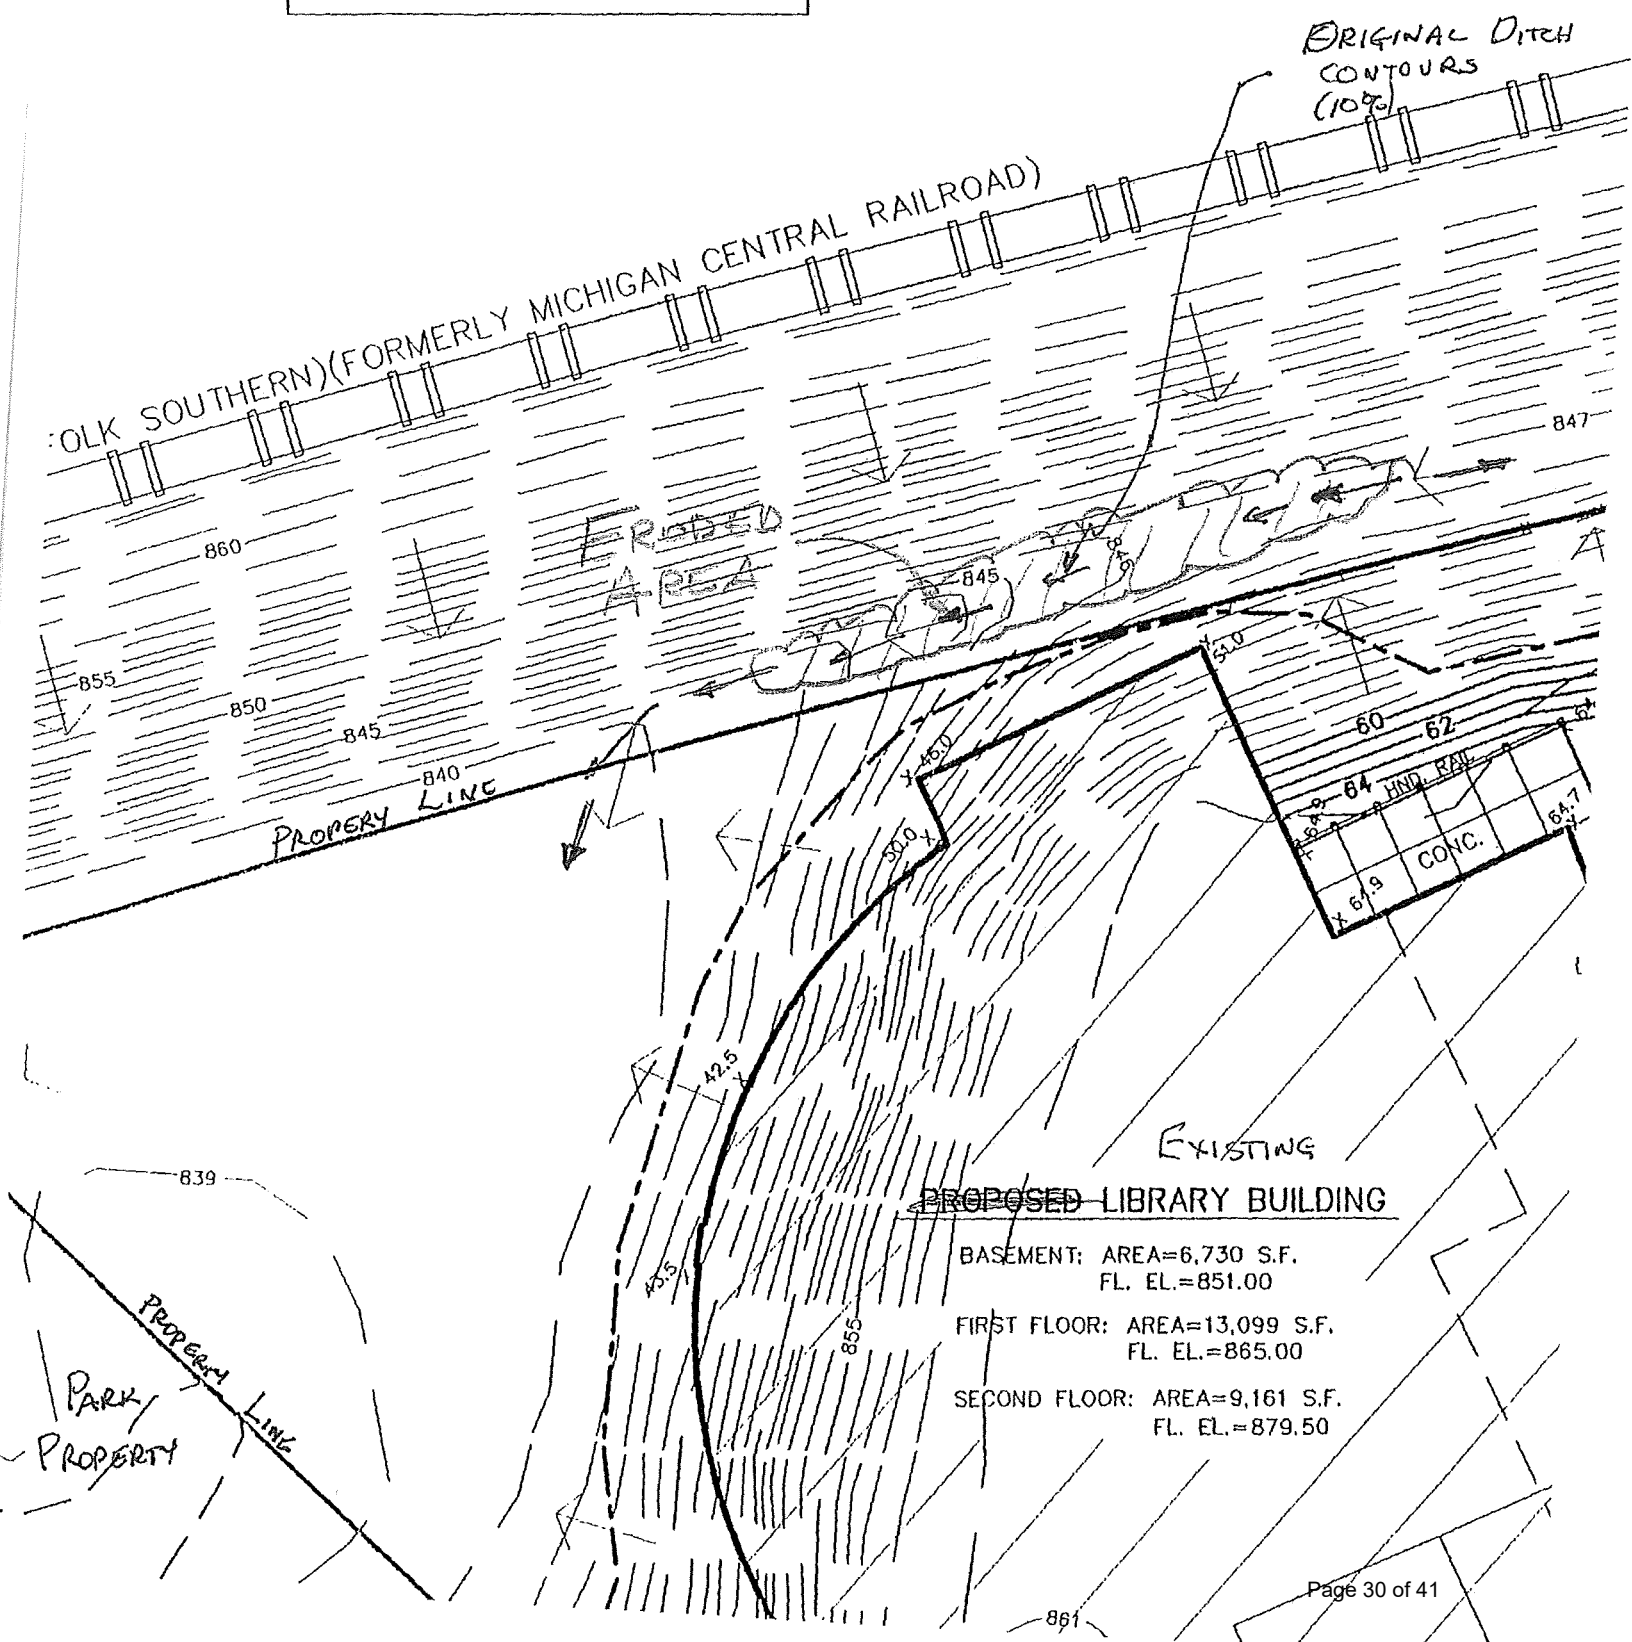 ORIGINAL DITCH
CONTOURS
(10%)
OLK SOUTHERN)(FORMERLY MICHIGAN CENTRAL RAILROAD)
847
860
ERODED
AREA
845
846
855
850
845
840
PROPERY LINE
51.0
46.0
50.0
60
62
64
HND. RAIL
64.7
CONC.
42.5
839
EXISTING
PROPOSED LIBRARY BUILDING
BASEMENT: AREA=6,730 S.F.
FL. EL.=851.00
43.5
FIRST FLOOR: AREA=13,099 S.F.
FL. EL.=865.00
855
SECOND FLOOR: AREA=9,161 S.F.
FL. EL.=879.50
PROPERTY LINE
PARK
PROPERTY
861
Page 30 of 41